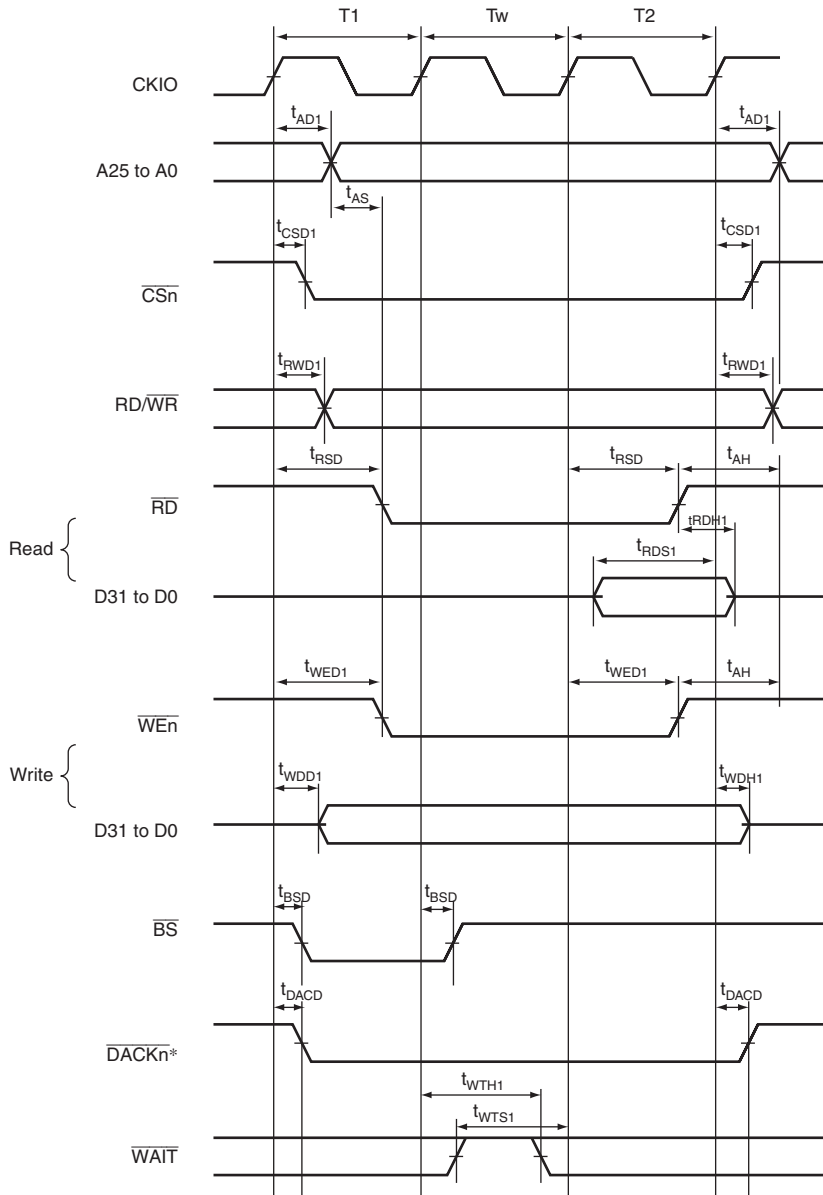 T1 Tw T2
CKIO
tAD1 tAD1
A25 to A0
tAS
tCSD1 tCSD1
CSn
tRWD1 tRWD1
RD/WR
tRSD tRSD tAH
RD
tRDH1
Read
tRDS1
D31 to D0
tWED1 tWED1 tAH
WEn
Write
tWDD1 tWDH1
D31 to D0
tBSD tBSD
BS
tDACD tDACD
DACKn*
tWTH1
tWTS1
WAIT